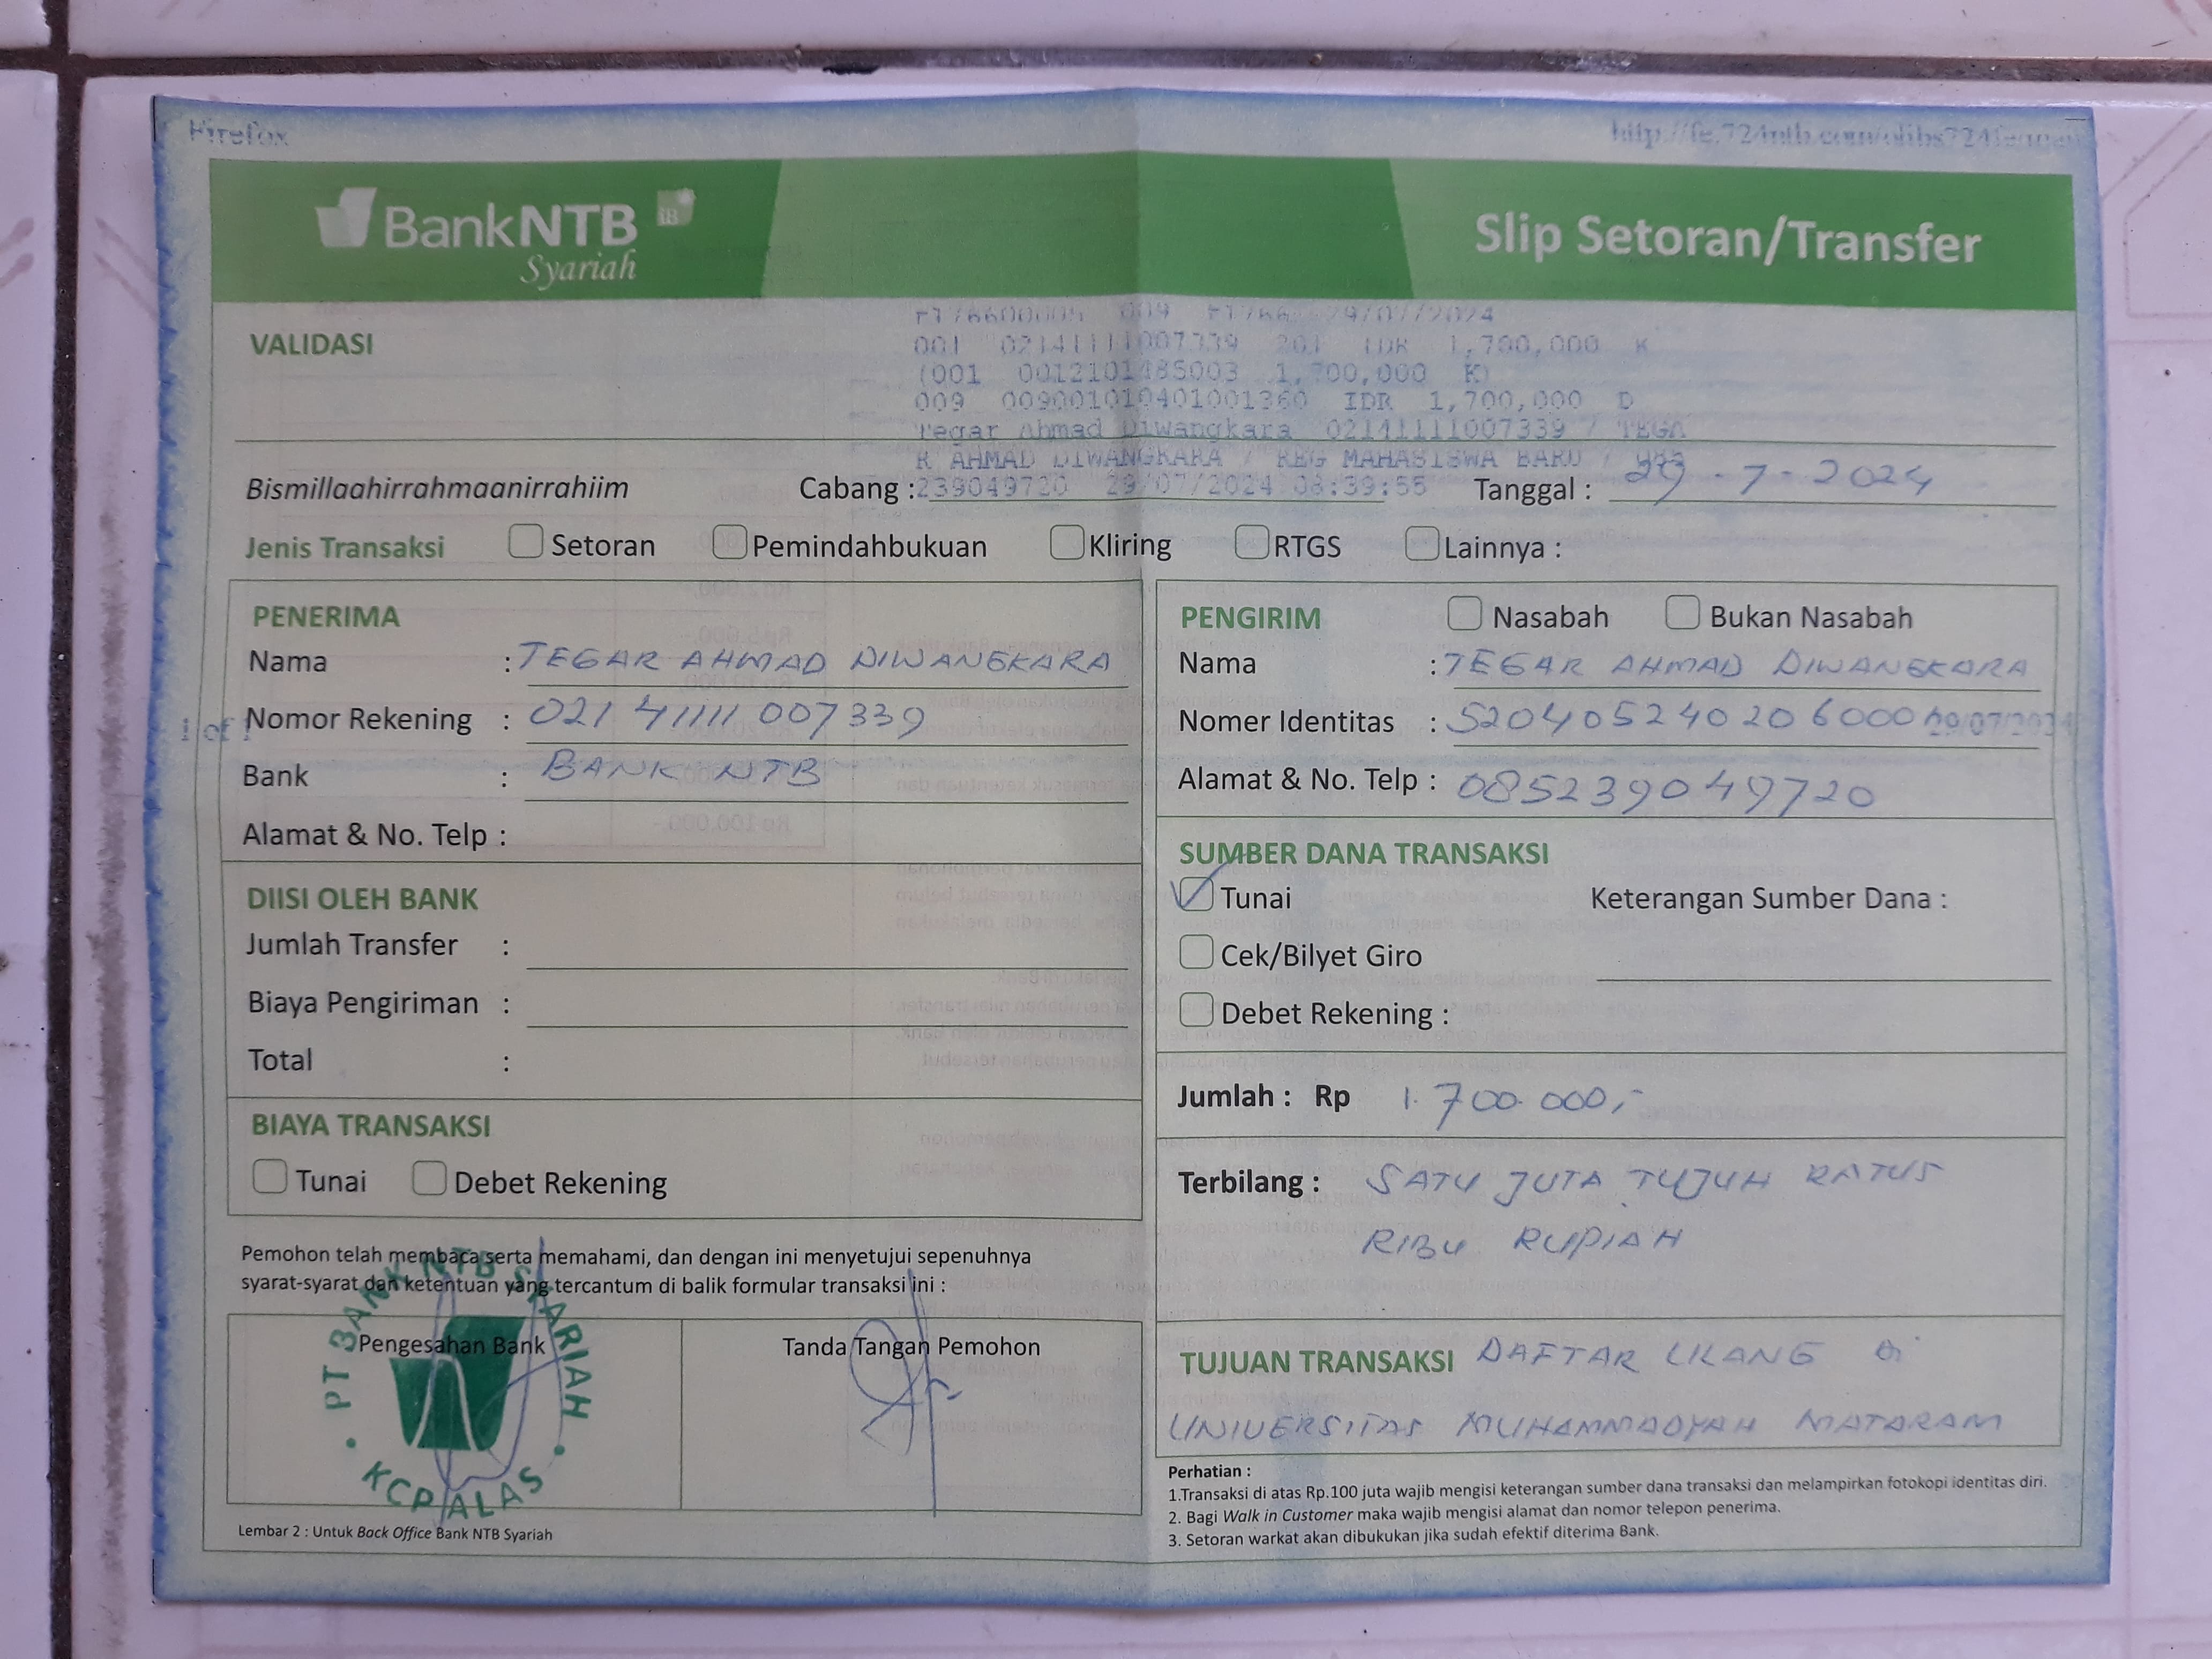 Firefox
BankNTB iB
Syariah
Slip Setoran/Transfer
VALIDASI
009 29/07/2024
001 02141111007339 201 IDR 1,700,000 K
(001 0012101485003 1,700,000 K)
009 009001010401001360 IDR 1,700,000 D
Tegar Ahmad Diwangkara 02141111007339 / TEGA
R AHMAD DIWANGKARA / REG MAHASISWA BARU / 085
239049720 29/07/2024 08:39:55
Bismillaahirrahmaanirrahiim Cabang : Tanggal : 29-7-2024
Jenis Transaksi Setoran Pemindahbukuan Kliring RTGS Lainnya :
PENERIMA
Nama : TEGAR AHMAD DIWANGKARA
Nomor Rekening : 021 41111 007339
Bank : BANK NTB
Alamat & No. Telp :
DIISI OLEH BANK
Jumlah Transfer :
Biaya Pengiriman :
Total :
BIAYA TRANSAKSI
Tunai Debet Rekening
Pemohon telah membaca serta memahami, dan dengan ini menyetujui sepenuhnya
syarat-syarat dan ketentuan yang tercantum di balik formular transaksi ini :
Pengesahan Bank Tanda Tangan Pemohon
PT BANK NTB SYARIAH
KCP ALAS
Lembar 2 : Untuk Back Office Bank NTB Syariah
PENGIRIM Nasabah Bukan Nasabah
Nama : TEGAR AHMAD DIWANGKARA
Nomer Identitas : 29/07/2024
Alamat & No. Telp : 085239049720
SUMBER DANA TRANSAKSI
Tunai Keterangan Sumber Dana :
Cek/Bilyet Giro
Debet Rekening :
Jumlah : Rp 1.700.000,-
Terbilang : SATU JUTA TUJUH RATUS
RIBU RUPIAH
TUJUAN TRANSAKSI DAFTAR ULANG Di
UNIVERSITAS MUHAMMADYAH MATARAM
Perhatian :
1.Transaksi di atas Rp.100 juta wajib mengisi keterangan sumber dana transaksi dan melampirkan fotokopi identitas diri.
2. Bagi Walk in Customer maka wajib mengisi alamat dan nomor telepon penerima.
3. Setoran warkat akan dibukukan jika sudah efektif diterima Bank.